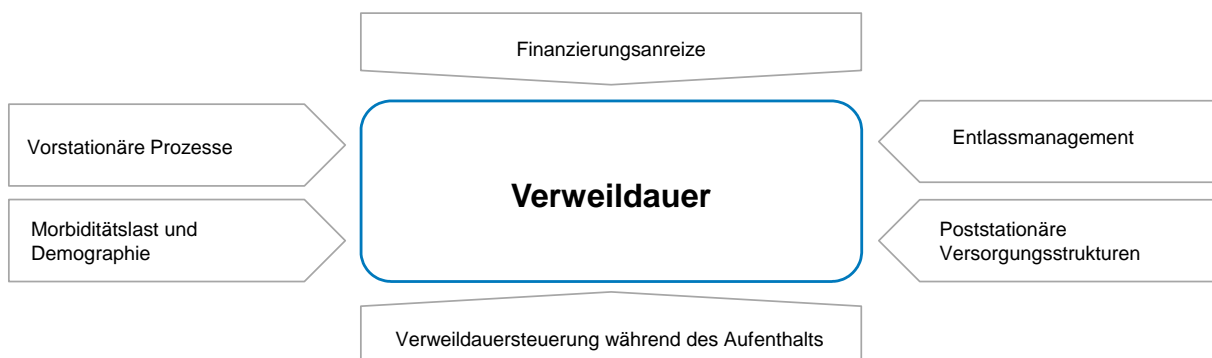 Finanzierungsanreize
Vorstationäre Prozesse
Entlassmanagement
Verweildauer
Morbiditätslast und
Demographie
Poststationäre
Versorgungsstrukturen
Verweildauersteuerung während des Aufenthalts